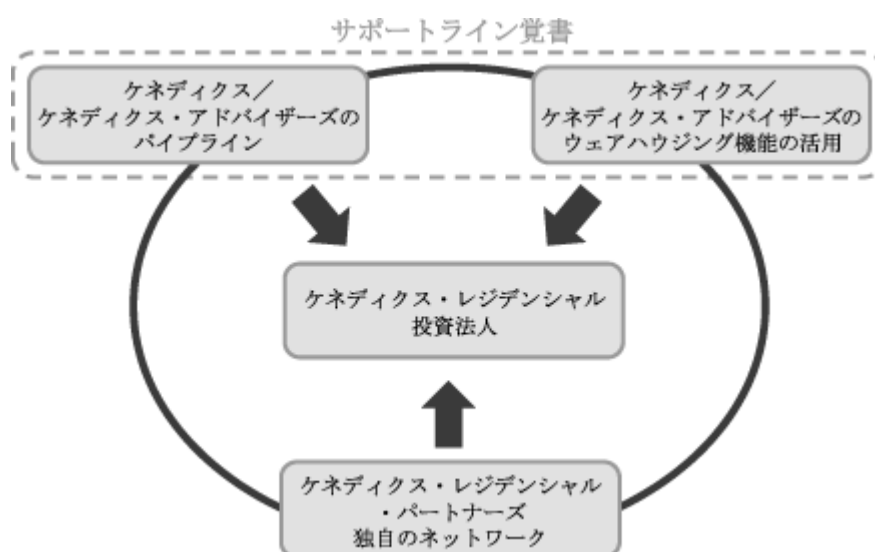 サポートライン覚書
ケネディクス／
ケネディクス・アドバイザーズの
パイプライン
ケネディクス／
ケネディクス・アドバイザーズの
ウェアハウジング機能の活用
ケネディクス・レジデンシャル
投資法人
ケネディクス・レジデンシャル
・パートナーズ
独自のネットワーク